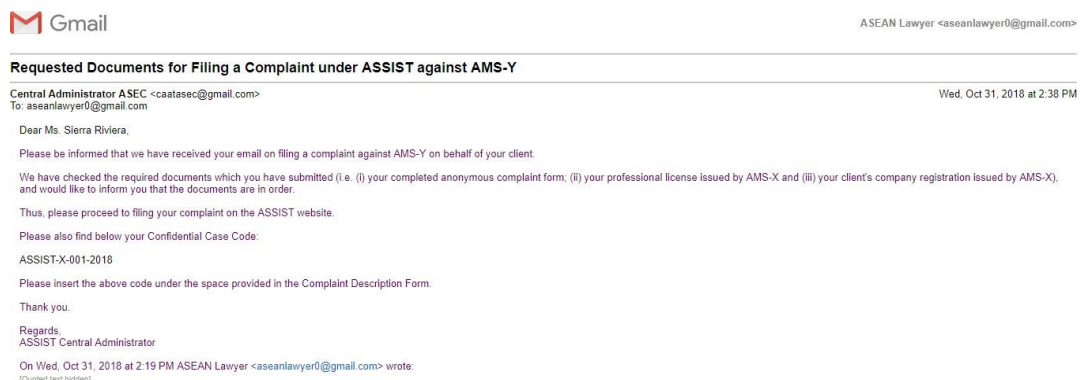 Gmail
ASEAN Lawyer <aseanlawyer0@gmail.com>
Requested Documents for Filing a Complaint under ASSIST against AMS-Y
Central Administrator ASEC <caatasec@gmail.com>
Wed, Oct 31, 2018 at 2:38 PM
To: aseanlawyer0@gmail.com
Dear Ms. Sierra Riviera,
Please be informed that we have received your email on filing a complaint against AMS-Y on behalf of your client.
We have checked the required documents which you have submitted (i.e. (i) your completed anonymous complaint form; (ii) your professional license issued by AMS-X and (iii) your client's company registration issued by AMS-X),
and would like to inform you that the documents are in order.
Thus, please proceed to filing your complaint on the ASSIST website.
Please also find below your Confidential Case Code:
ASSIST-X-001-2018
Please insert the above code under the space provided in the Complaint Description Form.
Thank you.
Regards,
ASSIST Central Administrator
On Wed, Oct 31, 2018 at 2:19 PM ASEAN Lawyer <aseanlawyer0@gmail.com> wrote:
[Quoted text hidden]